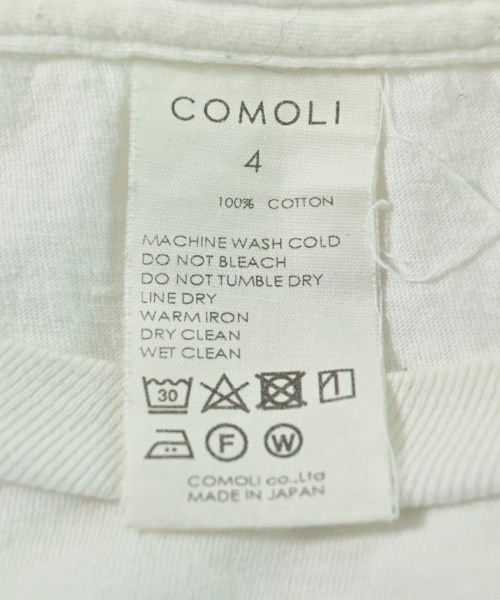 COMOLI
4
100% COTTON
MACHINE WASH COLD
DO NOT BLEACH
DO NOT TUMBLE DRY
LINE DRY
WARM IRON
DRY CLEAN
WET CLEAN
30
F W
COMOLI co.,Ltd
MADE IN JAPAN